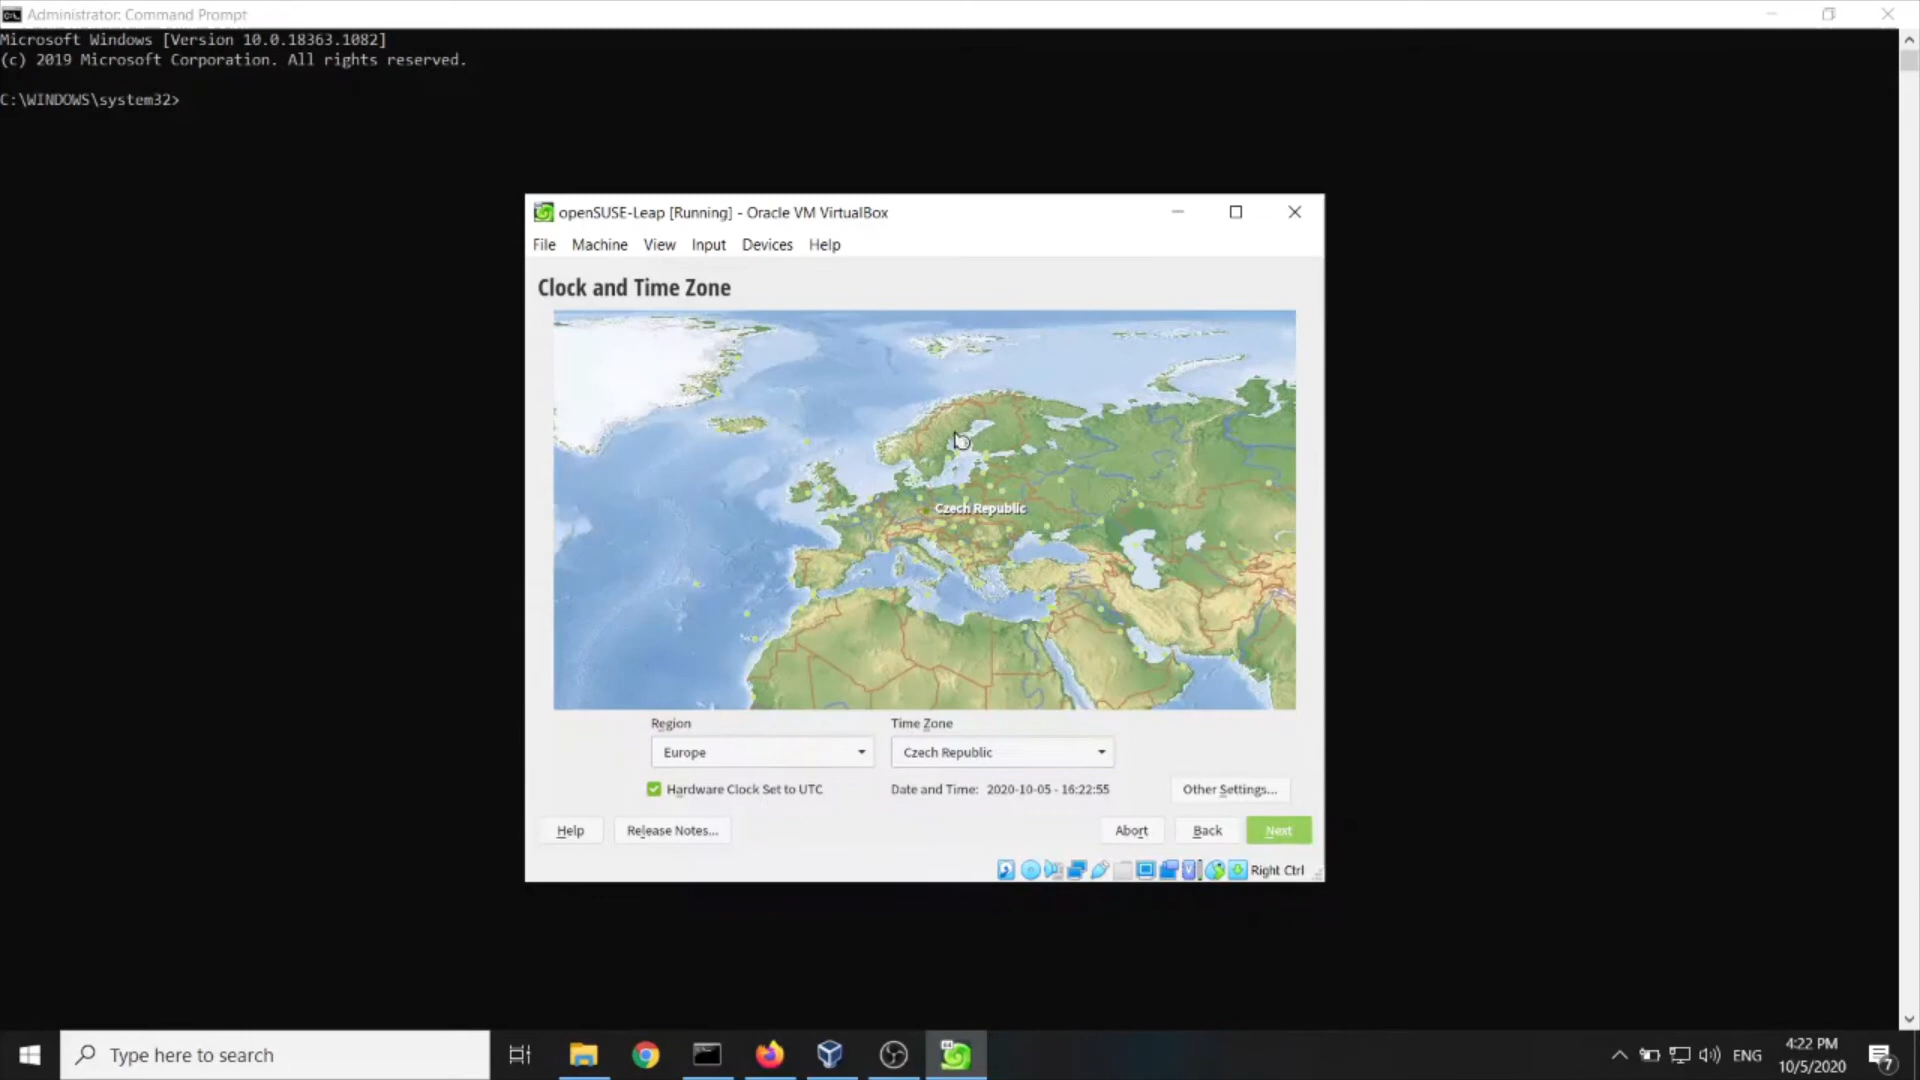 Administrator: Command Prompt
Microsoft Windows [Version 10.0.18363.1082]
(c) 2019 Microsoft Corporation. All rights reserved.
C:\WINDOWS\system32>
openSUSE-Leap [Running] - Oracle VM VirtualBox
File Machine View Input Devices Help
Clock and Time Zone
Czech Republic
Region Time Zone
Europe Czech Republic
Hardware Clock Set to UTC Date and Time: 2020-10-05 - 16:22:55 Other Settings...
Help Release Notes... Abort Back Next
Right Ctrl
Type here to search
ENG
4:22 PM
10/5/2020
7